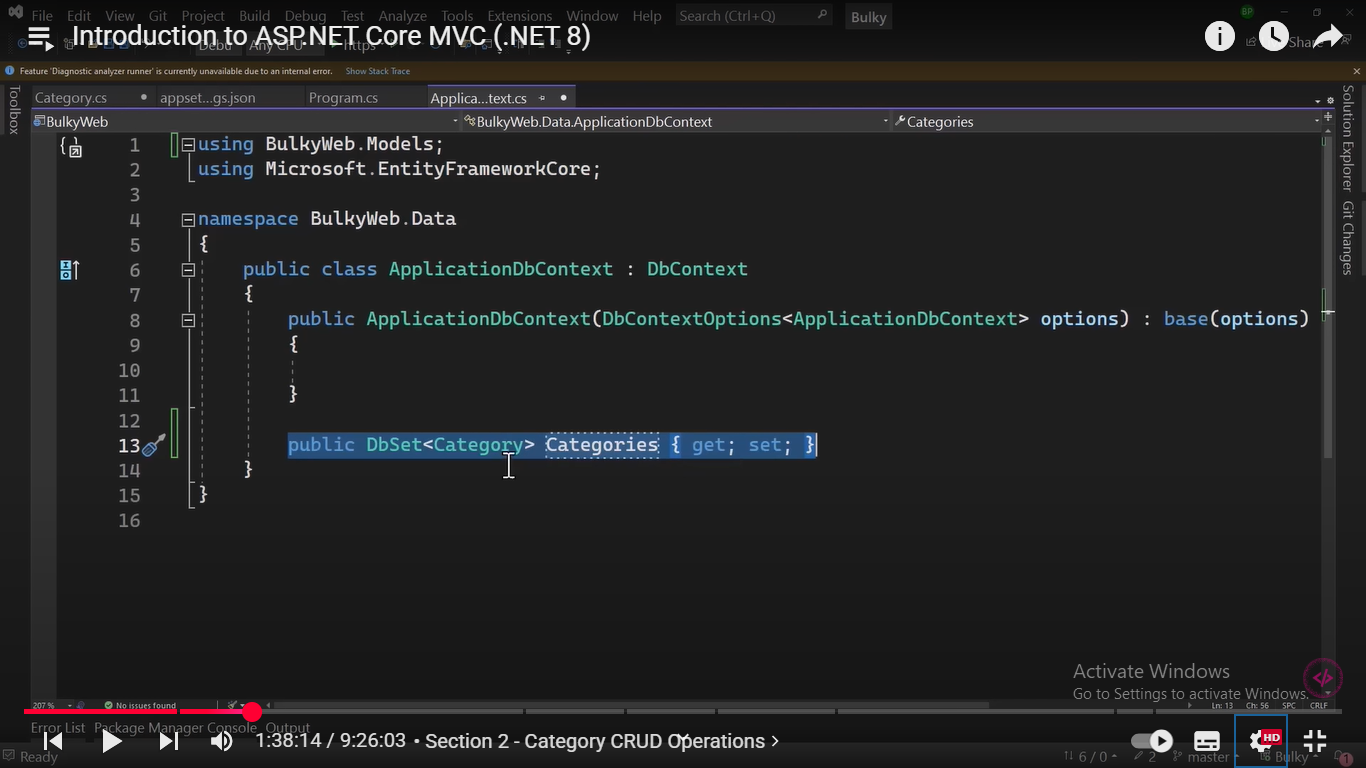 File Edit View Git Project Build Debug Test Analyze Tools Extensions Window Help Search (Ctrl+Q) Bulky BP
Introduction to ASP.NET Core MVC (.NET 8)
Debug Any CPU https Share
Feature 'Diagnostic analyzer runner' is currently unavailable due to an internal error. Show Stack Trace
Toolbox
Category.cs appset...gs.json Program.cs Applica...text.cs
BulkyWeb BulkyWeb.Data.ApplicationDbContext Categories
1 using BulkyWeb.Models;
2 using Microsoft.EntityFrameworkCore;
3
4 namespace BulkyWeb.Data
5 {
6 public class ApplicationDbContext : DbContext
7 {
8 public ApplicationDbContext(DbContextOptions<ApplicationDbContext> options) : base(options)
9 {
10
11 }
12
13 public DbSet<Category> Categories { get; set; }
14 }
15 }
16
Solution Explorer
Git Changes
Activate Windows
Go to Settings to activate Windows.
207 % No issues found Ln: 13 Ch: 56 SPC CRLF
Error List Package Manager Console Output
1:38:14 / 9:26:03 • Section 2 - Category CRUD Operations HD
Ready 6 / 0 2 master Bulky 1